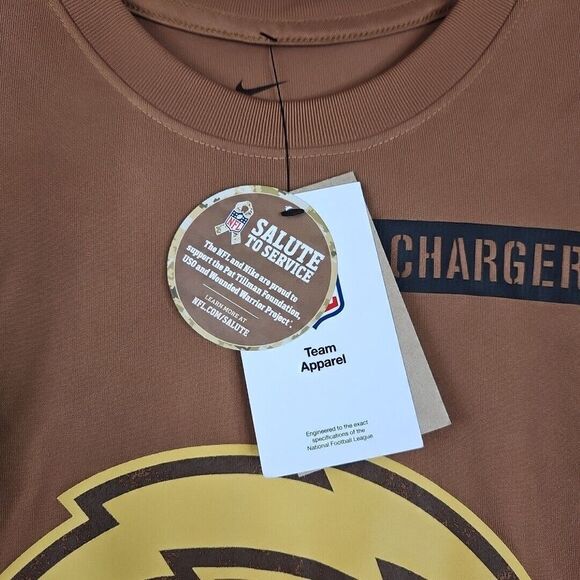 NFL
SALUTE
TO SERVICE
The NFL and Nike are proud to
support the Pat Tillman Foundation,
USO and Wounded Warrior Project®.
LEARN MORE AT
NFL.COM/SALUTE
CHARGER
Team
Apparel
Engineered to the exact
specifications of the
National Football League